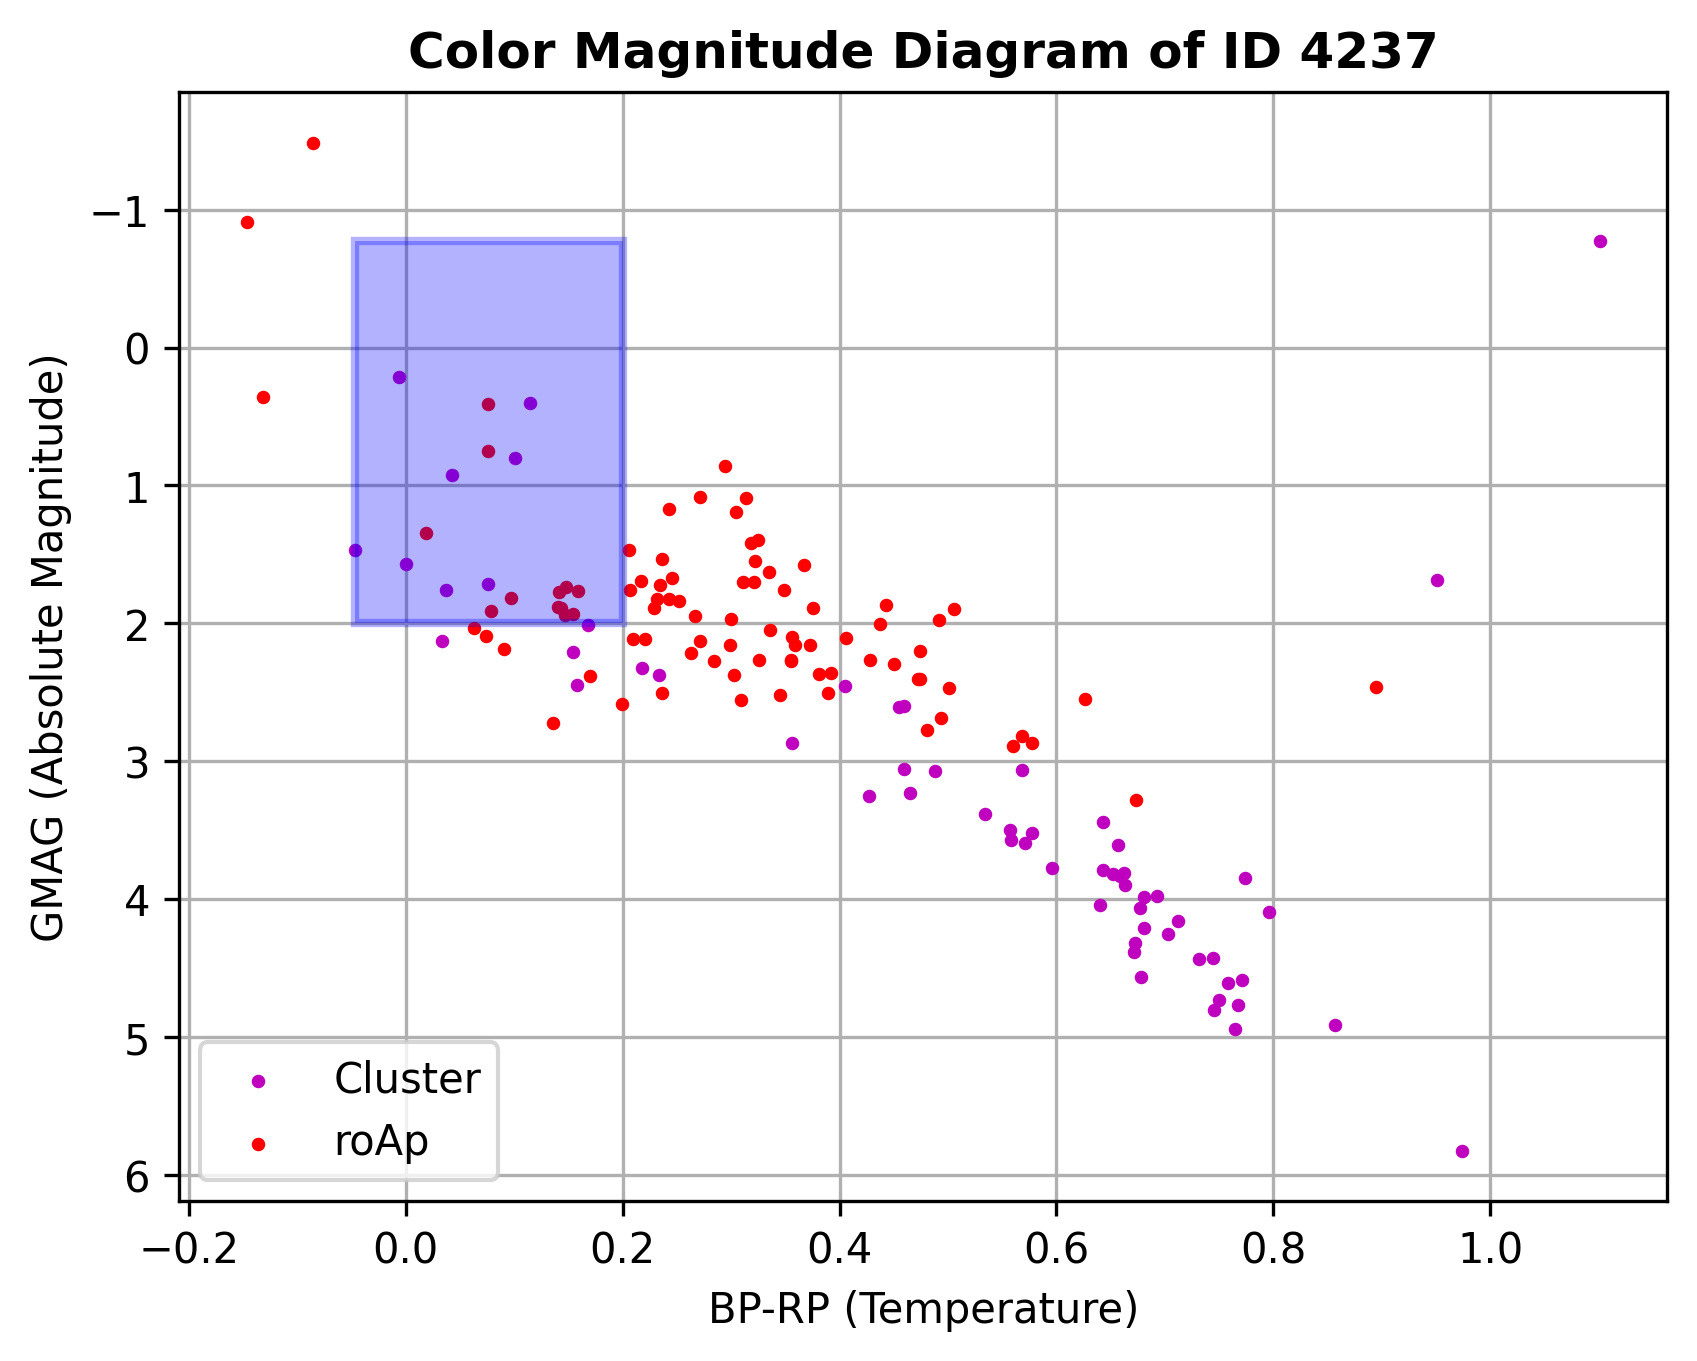 Color Magnitude Diagram of ID 4237
GMAG (Absolute Magnitude)
−1
0
1
2
3
4
5
6
Cluster
roAp
−0.2 0.0 0.2 0.4 0.6 0.8 1.0
BP-RP (Temperature)